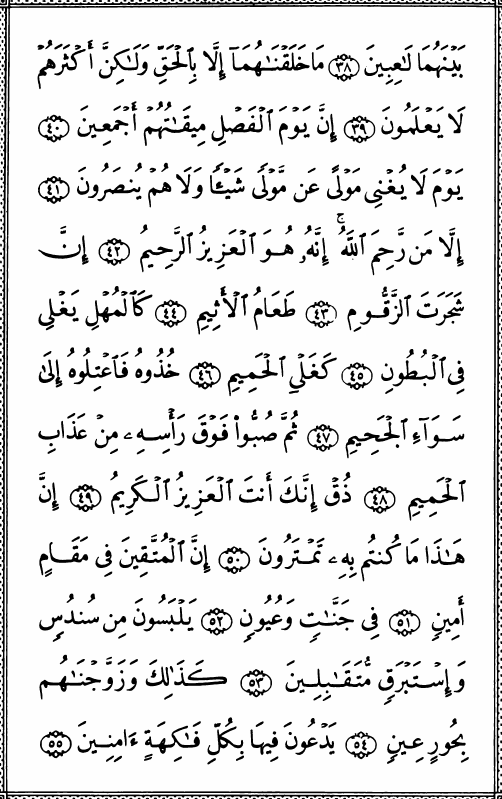 بَيْنَهُمَا لَٰعِبِينَ ٣٨ مَا خَلَقْنَٰهُمَآ إِلَّا بِٱلْحَقِّ وَلَٰكِنَّ أَكْثَرَهُمْ
لَا يَعْلَمُونَ ٣٩ إِنَّ يَوْمَ ٱلْفَصْلِ مِيقَٰتُهُمْ أَجْمَعِينَ ٤٠
يَوْمَ لَا يُغْنِى مَوْلًى عَن مَّوْلًى شَيْـًٔا وَلَا هُمْ يُنصَرُونَ ٤١
إِلَّا مَن رَّحِمَ ٱللَّهُ ۚ إِنَّهُۥ هُوَ ٱلْعَزِيزُ ٱلرَّحِيمُ ٤٢ إِنَّ
شَجَرَتَ ٱلزَّقُّومِ ٤٣ طَعَامُ ٱلْأَثِيمِ ٤٤ كَٱلْمُهْلِ يَغْلِى
فِى ٱلْبُطُونِ ٤٥ كَغَلْىِ ٱلْحَمِيمِ ٤٦ خُذُوهُ فَٱعْتِلُوهُ إِلَىٰ
سَوَآءِ ٱلْجَحِيمِ ٤٧ ثُمَّ صُبُّوا۟ فَوْقَ رَأْسِهِۦ مِنْ عَذَابِ
ٱلْحَمِيمِ ٤٨ ذُقْ إِنَّكَ أَنتَ ٱلْعَزِيزُ ٱلْكَرِيمُ ٤٩ إِنَّ
هَٰذَا مَا كُنتُم بِهِۦ تَمْتَرُونَ ٥٠ إِنَّ ٱلْمُتَّقِينَ فِى مَقَامٍ
أَمِينٍ ٥١ فِى جَنَّٰتٍ وَعُيُونٍ ٥٢ يَلْبَسُونَ مِن سُندُسٍ
وَإِسْتَبْرَقٍ مُّتَقَٰبِلِينَ ٥٣ كَذَٰلِكَ وَزَوَّجْنَٰهُم
بِحُورٍ عِينٍ ٥٤ يَدْعُونَ فِيهَا بِكُلِّ فَٰكِهَةٍ ءَامِنِينَ ٥٥